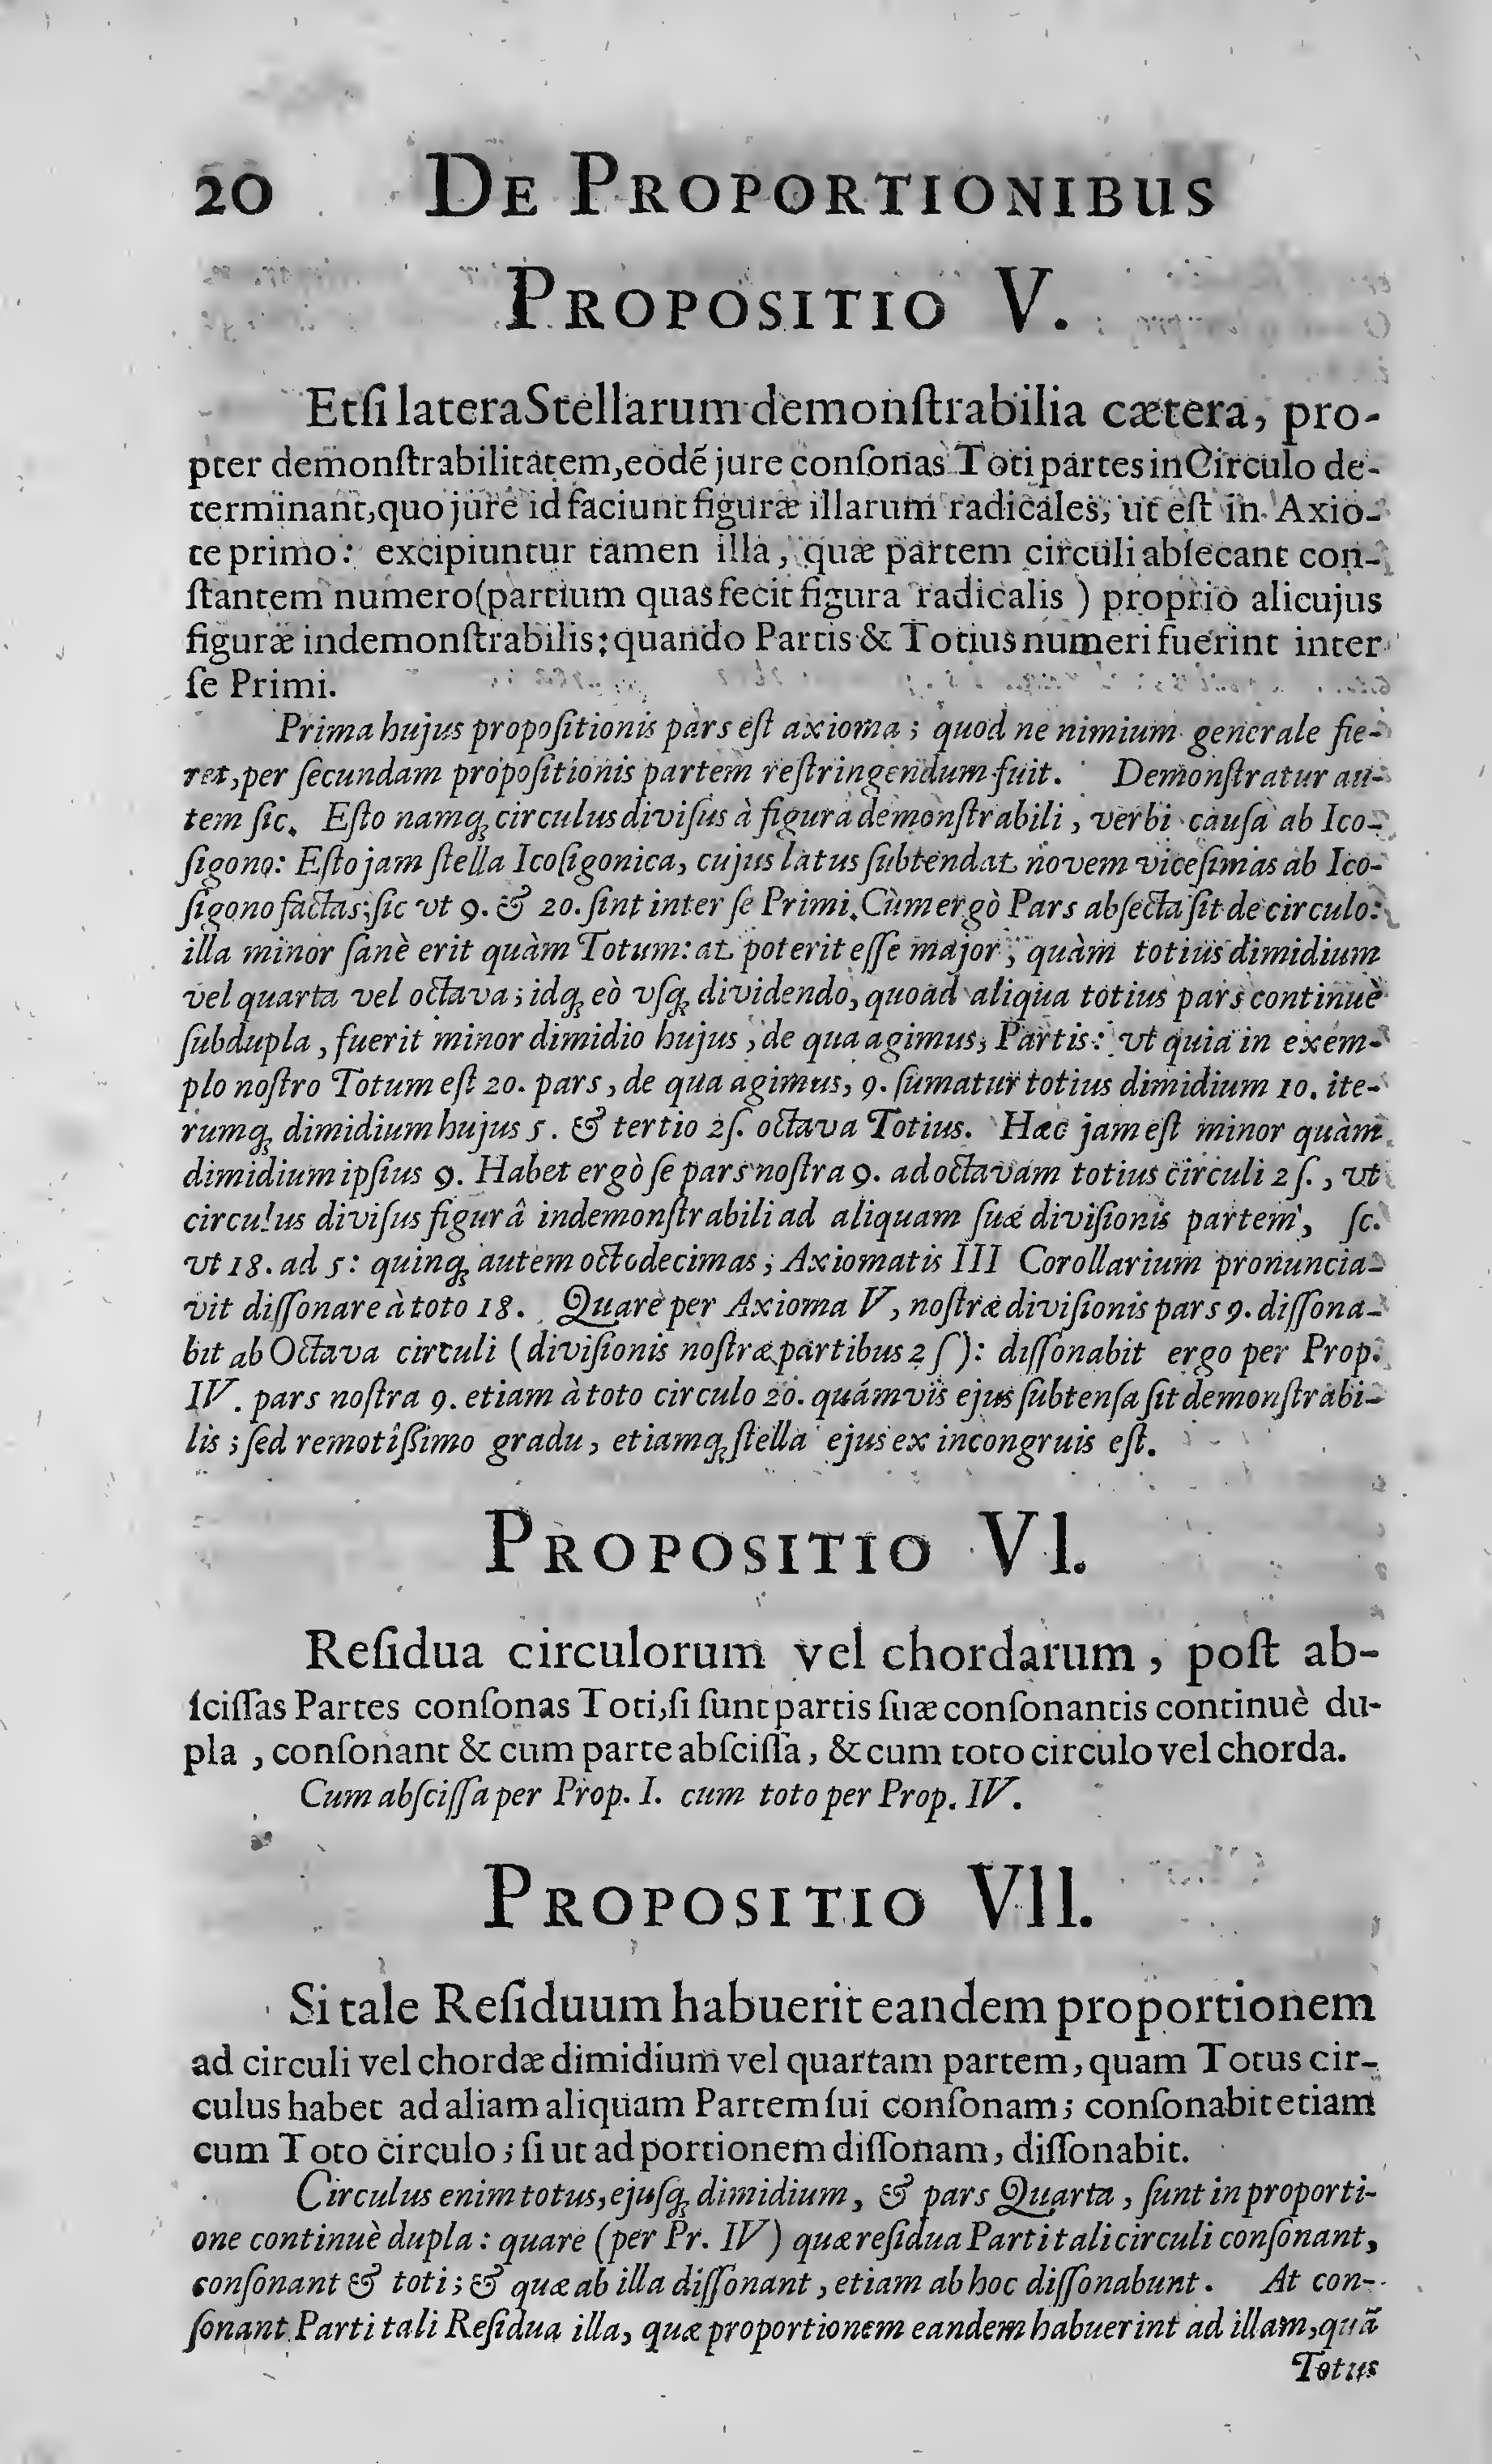 20 DE PROPORTIONIBUS
PROPOSITIO V.
Etſi latera Stellarum demonſtrabilia cætera, pro-
pter demonſtrabilitatem, eodē jure conſonas Toti partes in Circulo de-
terminant, quo jure id faciunt figuræ illarum radicales, ut eſt in Axio-
te primo: excipiuntur tamen illa, quæ partem circuli abſecant con-
ſtantem numero (partium quas fecit figura radicalis) proprio alicujus
figuræ indemonſtrabilis: quando Partis & Totius numeri fuerint inter
ſe Primi.
Prima hujus propoſitionis pars eſt axioma; quod ne nimium generale fie-
ret, per ſecundam propoſitionis partem reſtringendum fuit. Demonſtratur au-
tem ſic. Eſto namq; circulus diviſus à figura demonſtrabili, verbi cauſa ab Ico-
ſigono: Eſto jam ſtella Icoſigonica, cujus latus ſubtendat novem viceſimas ab Ico-
ſigono factas; ſic vt 9. & 20. ſint inter ſe Primi. Cùm ergò Pars abſecta ſit de circulo:
illa minor ſanè erit quàm Totum: at poterit eſſe major, quàm totius dimidium
vel quarta vel octava; idq; eò vſq; dividendo, quoad aliqua totius pars continuè
ſubdupla, fuerit minor dimidio hujus, de qua agimus, Partis: vt quia in exem-
plo noſtro Totum eſt 20. pars, de qua agimus, 9. ſumatur totius dimidium 10. ite-
rumq; dimidium hujus 5. & tertio 2ſ. octava Totius. Hæc jam eſt minor quàm
dimidium ipſius 9. Habet ergò ſe pars noſtra 9. ad octavam totius circuli 2 ſ., vt
circulus diviſus figurâ indemonſtrabili ad aliquam ſuæ diviſionis partem, ſc.
vt 18. ad 5: quinq; autem octodecimas; Axiomatis III Corollarium pronuncia-
vit diſſonare à toto 18. Quare per Axioma V, noſtræ diviſionis pars 9. diſſona-
bit ab Octava circuli (diviſionis noſtræ partibus 2 ſ): diſſonabit ergo per Prop.
IV. pars noſtra 9. etiam à toto circulo 20. quámvis ejus ſubtenſa ſit demonſtrabi-
lis; ſed remotiſſimo gradu, etiamq; ſtella ejus ex incongruis eſt.
PROPOSITIO VI.
Reſidua circulorum vel chordarum, poſt ab-
ſciſſas Partes conſonas Toti, ſi ſunt partis ſuæ conſonantis continuè du-
pla, conſonant & cum parte abſciſſa, & cum toto circulo vel chorda.
Cum abſciſſa per Prop. I. cum toto per Prop. IV.
PROPOSITIO VII.
Si tale Reſiduum habuerit eandem proportionem
ad circuli vel chordæ dimidium vel quartam partem, quam Totus cir-
culus habet ad aliam aliquam Partem ſui conſonam; conſonabit etiam
cum Toto circulo; ſi ut ad portionem diſſonam, diſſonabit.
Circulus enim totus, ejuſq; dimidium, & pars Quarta, ſunt in proporti-
one continuè dupla: quare (per Pr. IV) quæ reſidua Parti tali circuli conſonant,
conſonant & toti; & quæ ab illa diſſonant, etiam ab hoc diſſonabunt. At con-
ſonant Parti tali Reſidua illa, quæ proportionem eandem habuerint ad illam, quā
Totus